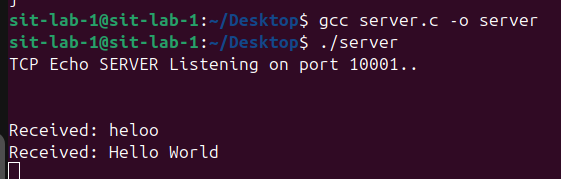 sit-lab-1@sit-lab-1:~/Desktop$ gcc server.c -o server
sit-lab-1@sit-lab-1:~/Desktop$ ./server
TCP Echo SERVER Listening on port 10001..
Received: heloo
Received: Hello World